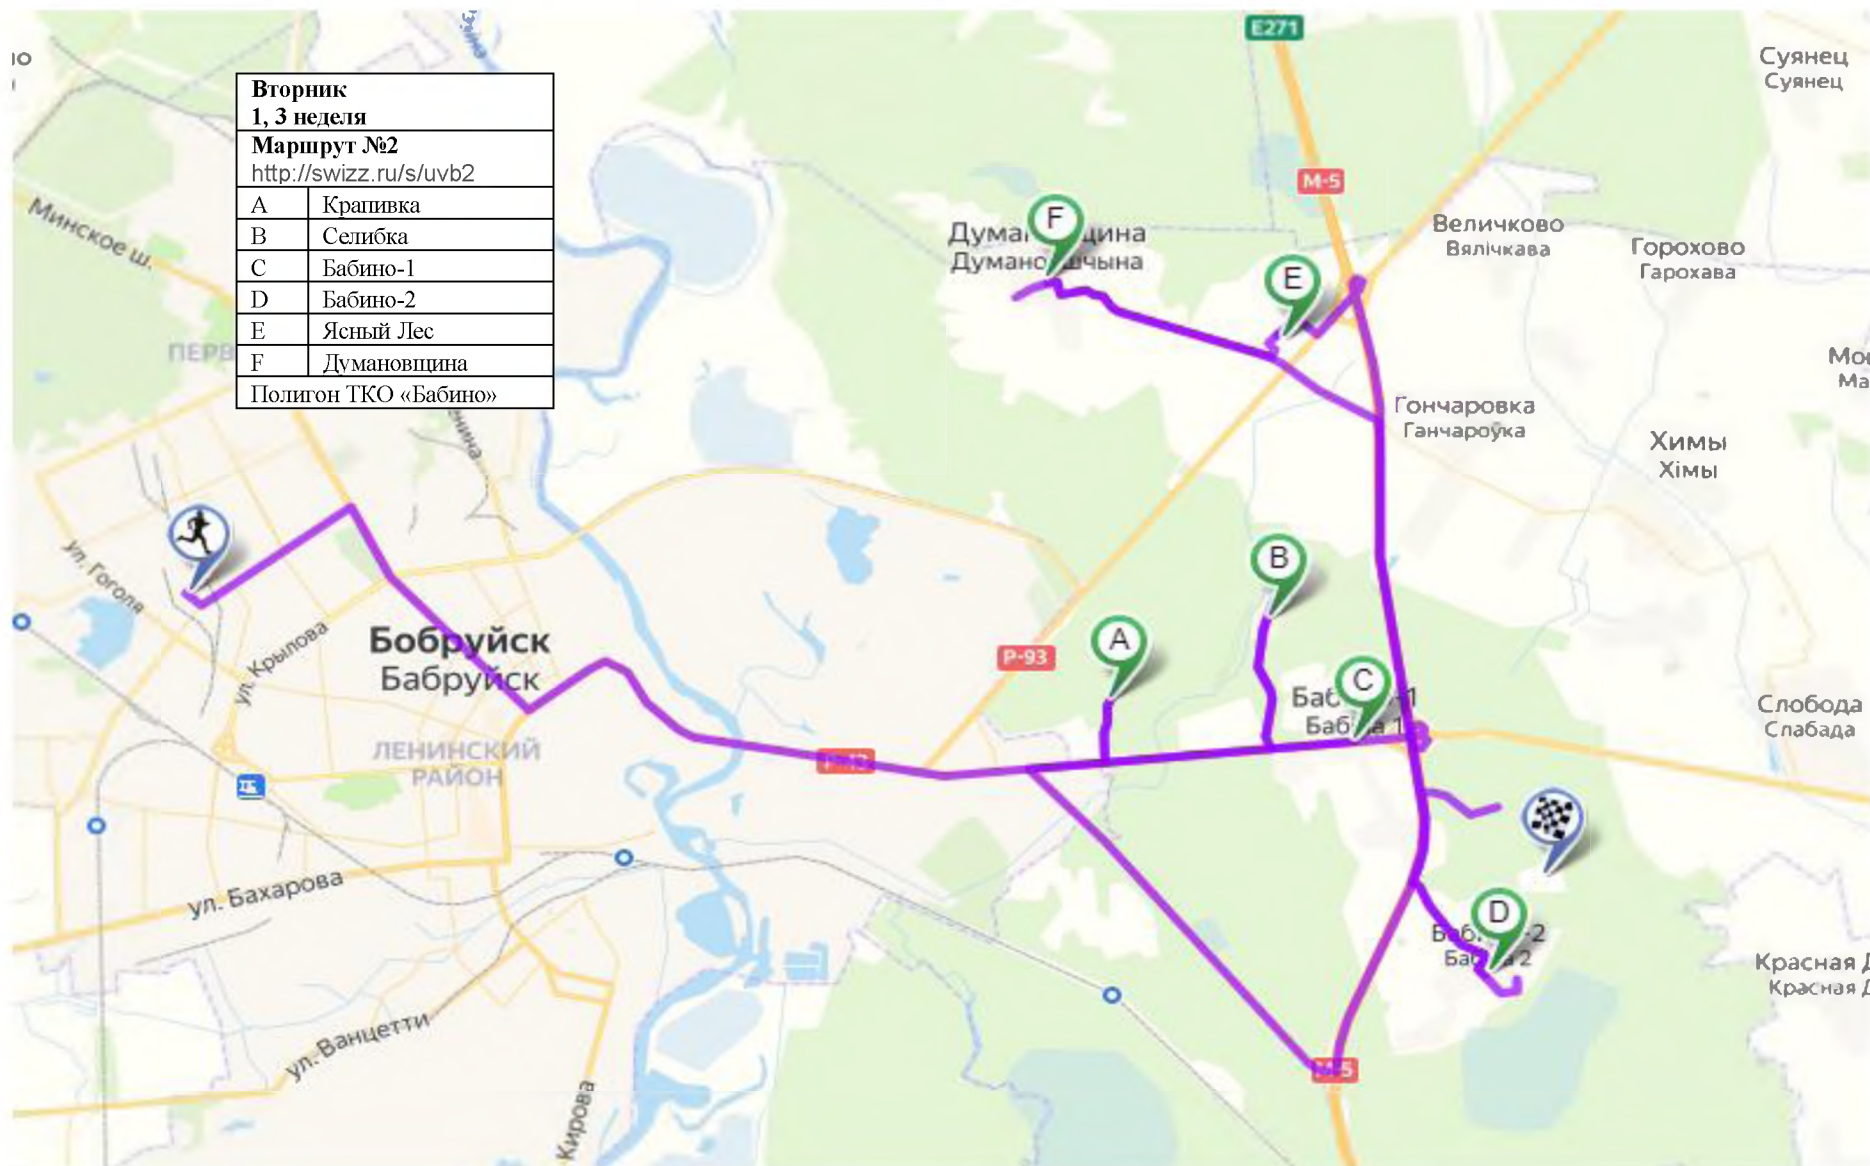 Вторник
1, 3 неделя
Маршрут №2
http://swizz.ru/s/uvb2
A Крапивка
B Селибка
C Бабино-1
D Бабино-2
E Ясный Лес
F Думановщина
Полигон ТКО «Бабино»
E271
Суянец
Суянец
М-5
Минское ш.
F
Величково
Вялічкава
Горохово
Гарохава
E
Гончаровка
Ганчароўка
Химы
Хімы
ул. Гоголя
ул. Крылова
Бобруйск
Бабруйск
B
A
Р-93
C
Слобода
Слабада
ЛЕНИНСКИЙ
РАЙОН
D
ул. Бахарова
Красная
Красная
ул. Ванцетти
Кирова